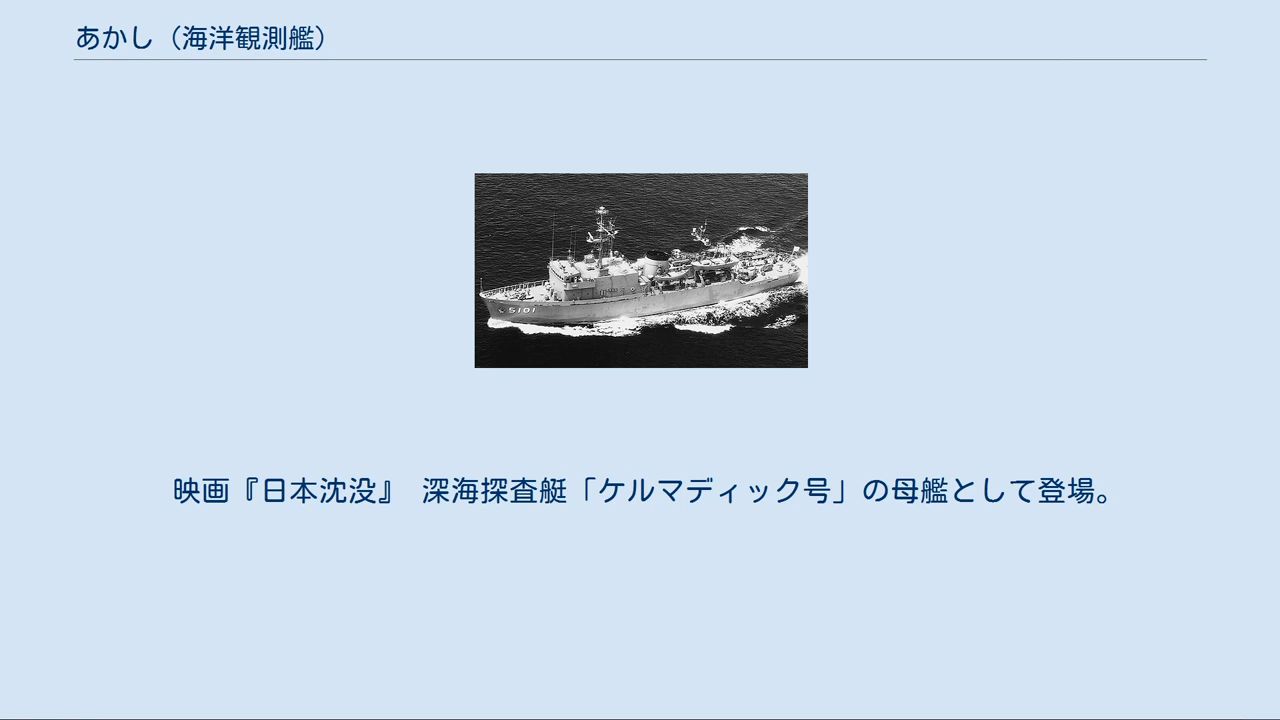 あかし（海洋観測艦）
5101
映画『日本沈没』 深海探査艇「ケルマディック号」の母艦として登場。